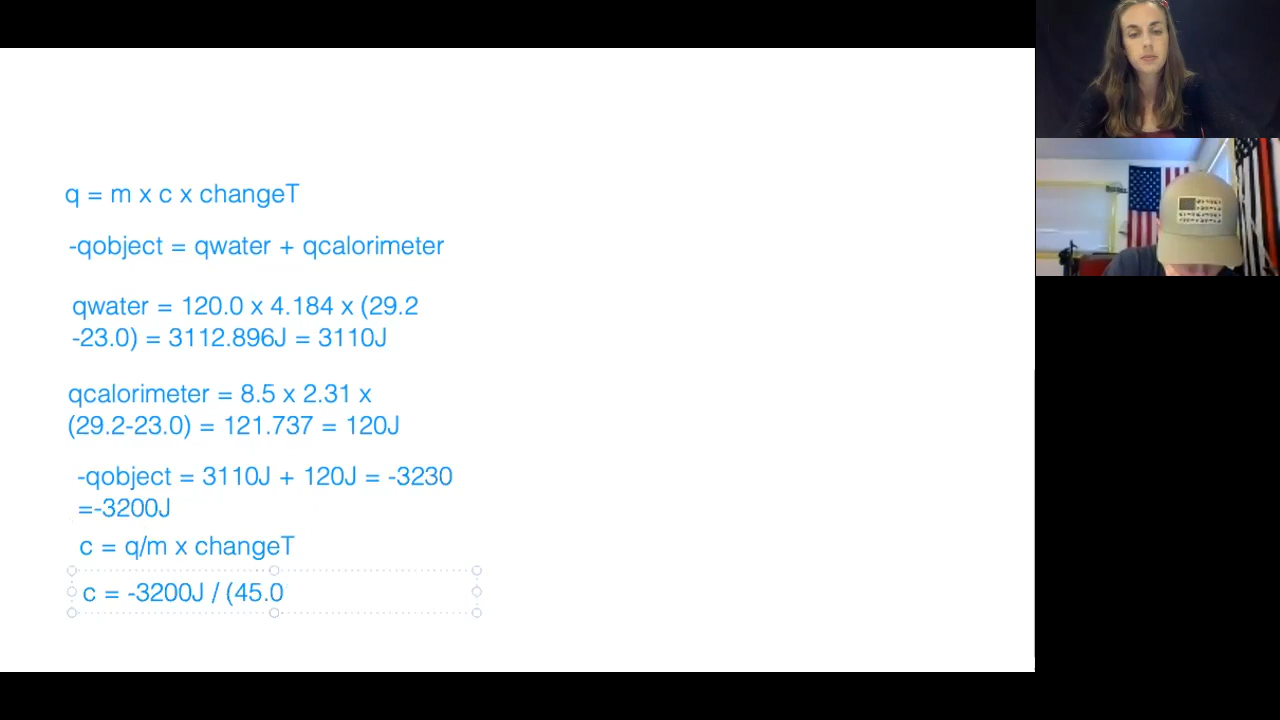 q = m x c x changeT
-qobject = qwater + qcalorimeter
qwater = 120.0 x 4.184 x (29.2
-23.0) = 3112.896J = 3110J
qcalorimeter = 8.5 x 2.31 x
(29.2-23.0) = 121.737 = 120J
-qobject = 3110J + 120J = -3230
=-3200J
c = q/m x changeT
c = -3200J / (45.0